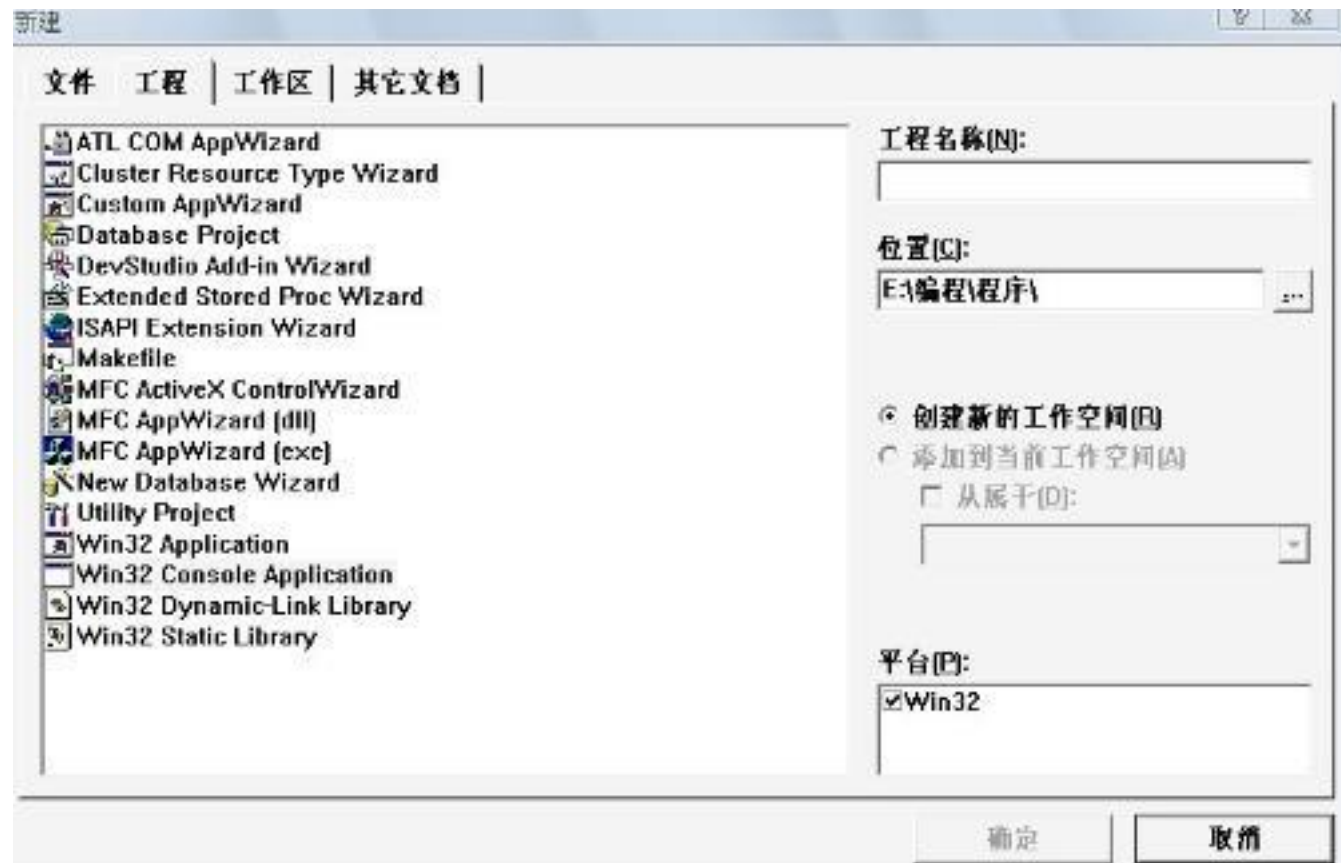 新建
文件 工程 工作区 其它文档
ATL COM AppWizard
Cluster Resource Type Wizard
Custom AppWizard
Database Project
DevStudio Add-in Wizard
Extended Stored Proc Wizard
ISAPI Extension Wizard
Makefile
MFC ActiveX ControlWizard
MFC AppWizard (dll)
MFC AppWizard (exe)
New Database Wizard
Utility Project
Win32 Application
Win32 Console Application
Win32 Dynamic-Link Library
Win32 Static Library
工程名称(N):
位置(C):
E:\编程\程序\
...
创建新的工作空间(R)
添加到当前工作空间(A)
从属于(D):
平台(P):
Win32
确定
取消